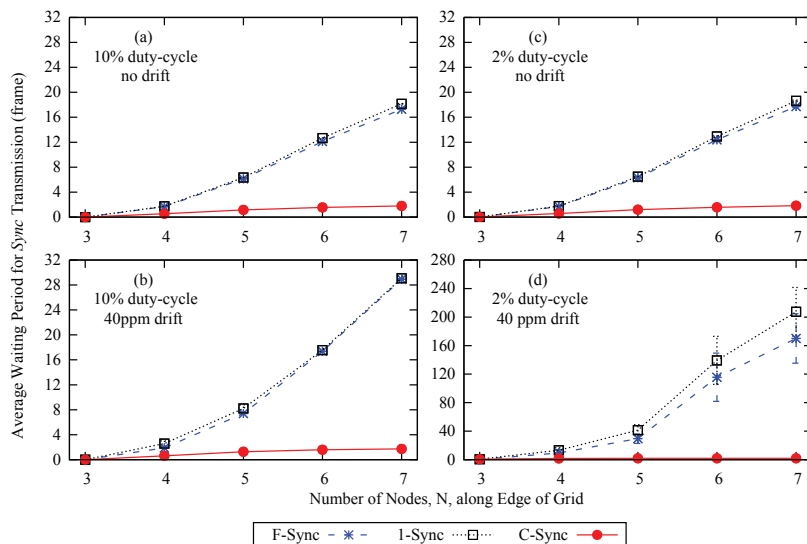 Average Waiting Period for Sync Transmission (frame)
32
28
24
20
16
12
8
4
0
(a)
10% duty-cycle
no drift
3 4 5 6 7
32
28
24
20
16
12
8
4
0
(c)
2% duty-cycle
no drift
3 4 5 6 7
32
28
24
20
16
12
8
4
0
(b)
10% duty-cycle
40ppm drift
3 4 5 6 7
280
240
200
160
120
80
40
0
(d)
2% duty-cycle
40 ppm drift
3 4 5 6 7
Number of Nodes, N, along Edge of Grid
F-Sync 1-Sync C-Sync